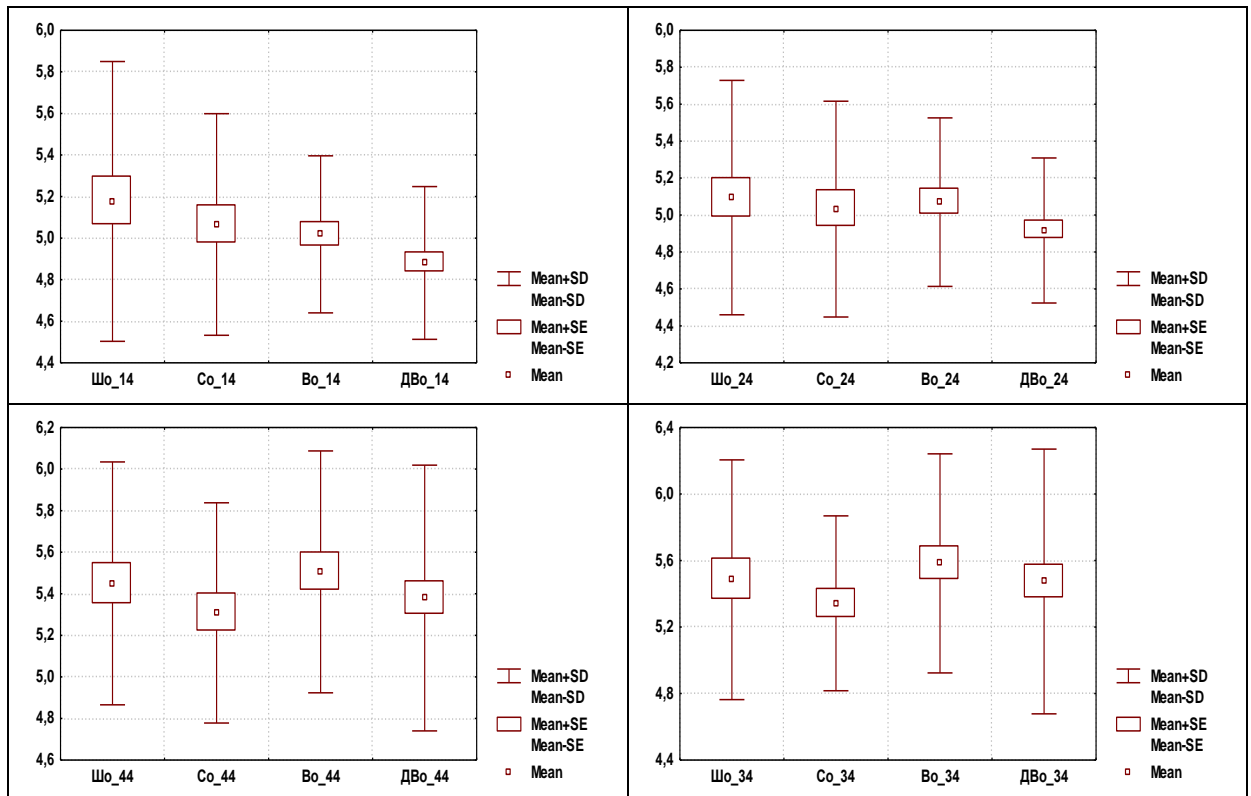 6,0
5,8
5,6
5,4
5,2
5,0
4,8
4,6
4,4
Шо_14 Со_14 Во_14 ДВо_14
Mean+SD
Mean-SD
Mean+SE
Mean-SE
Mean
6,0
5,8
5,6
5,4
5,2
5,0
4,8
4,6
4,4
4,2
Шо_24 Со_24 Во_24 ДВо_24
Mean+SD
Mean-SD
Mean+SE
Mean-SE
Mean
6,2
6,0
5,8
5,6
5,4
5,2
5,0
4,8
4,6
Шо_44 Со_44 Во_44 ДВо_44
Mean+SD
Mean-SD
Mean+SE
Mean-SE
Mean
6,4
6,0
5,6
5,2
4,8
4,4
Шо_34 Со_34 Во_34 ДВо_34
Mean+SD
Mean-SD
Mean+SE
Mean-SE
Mean